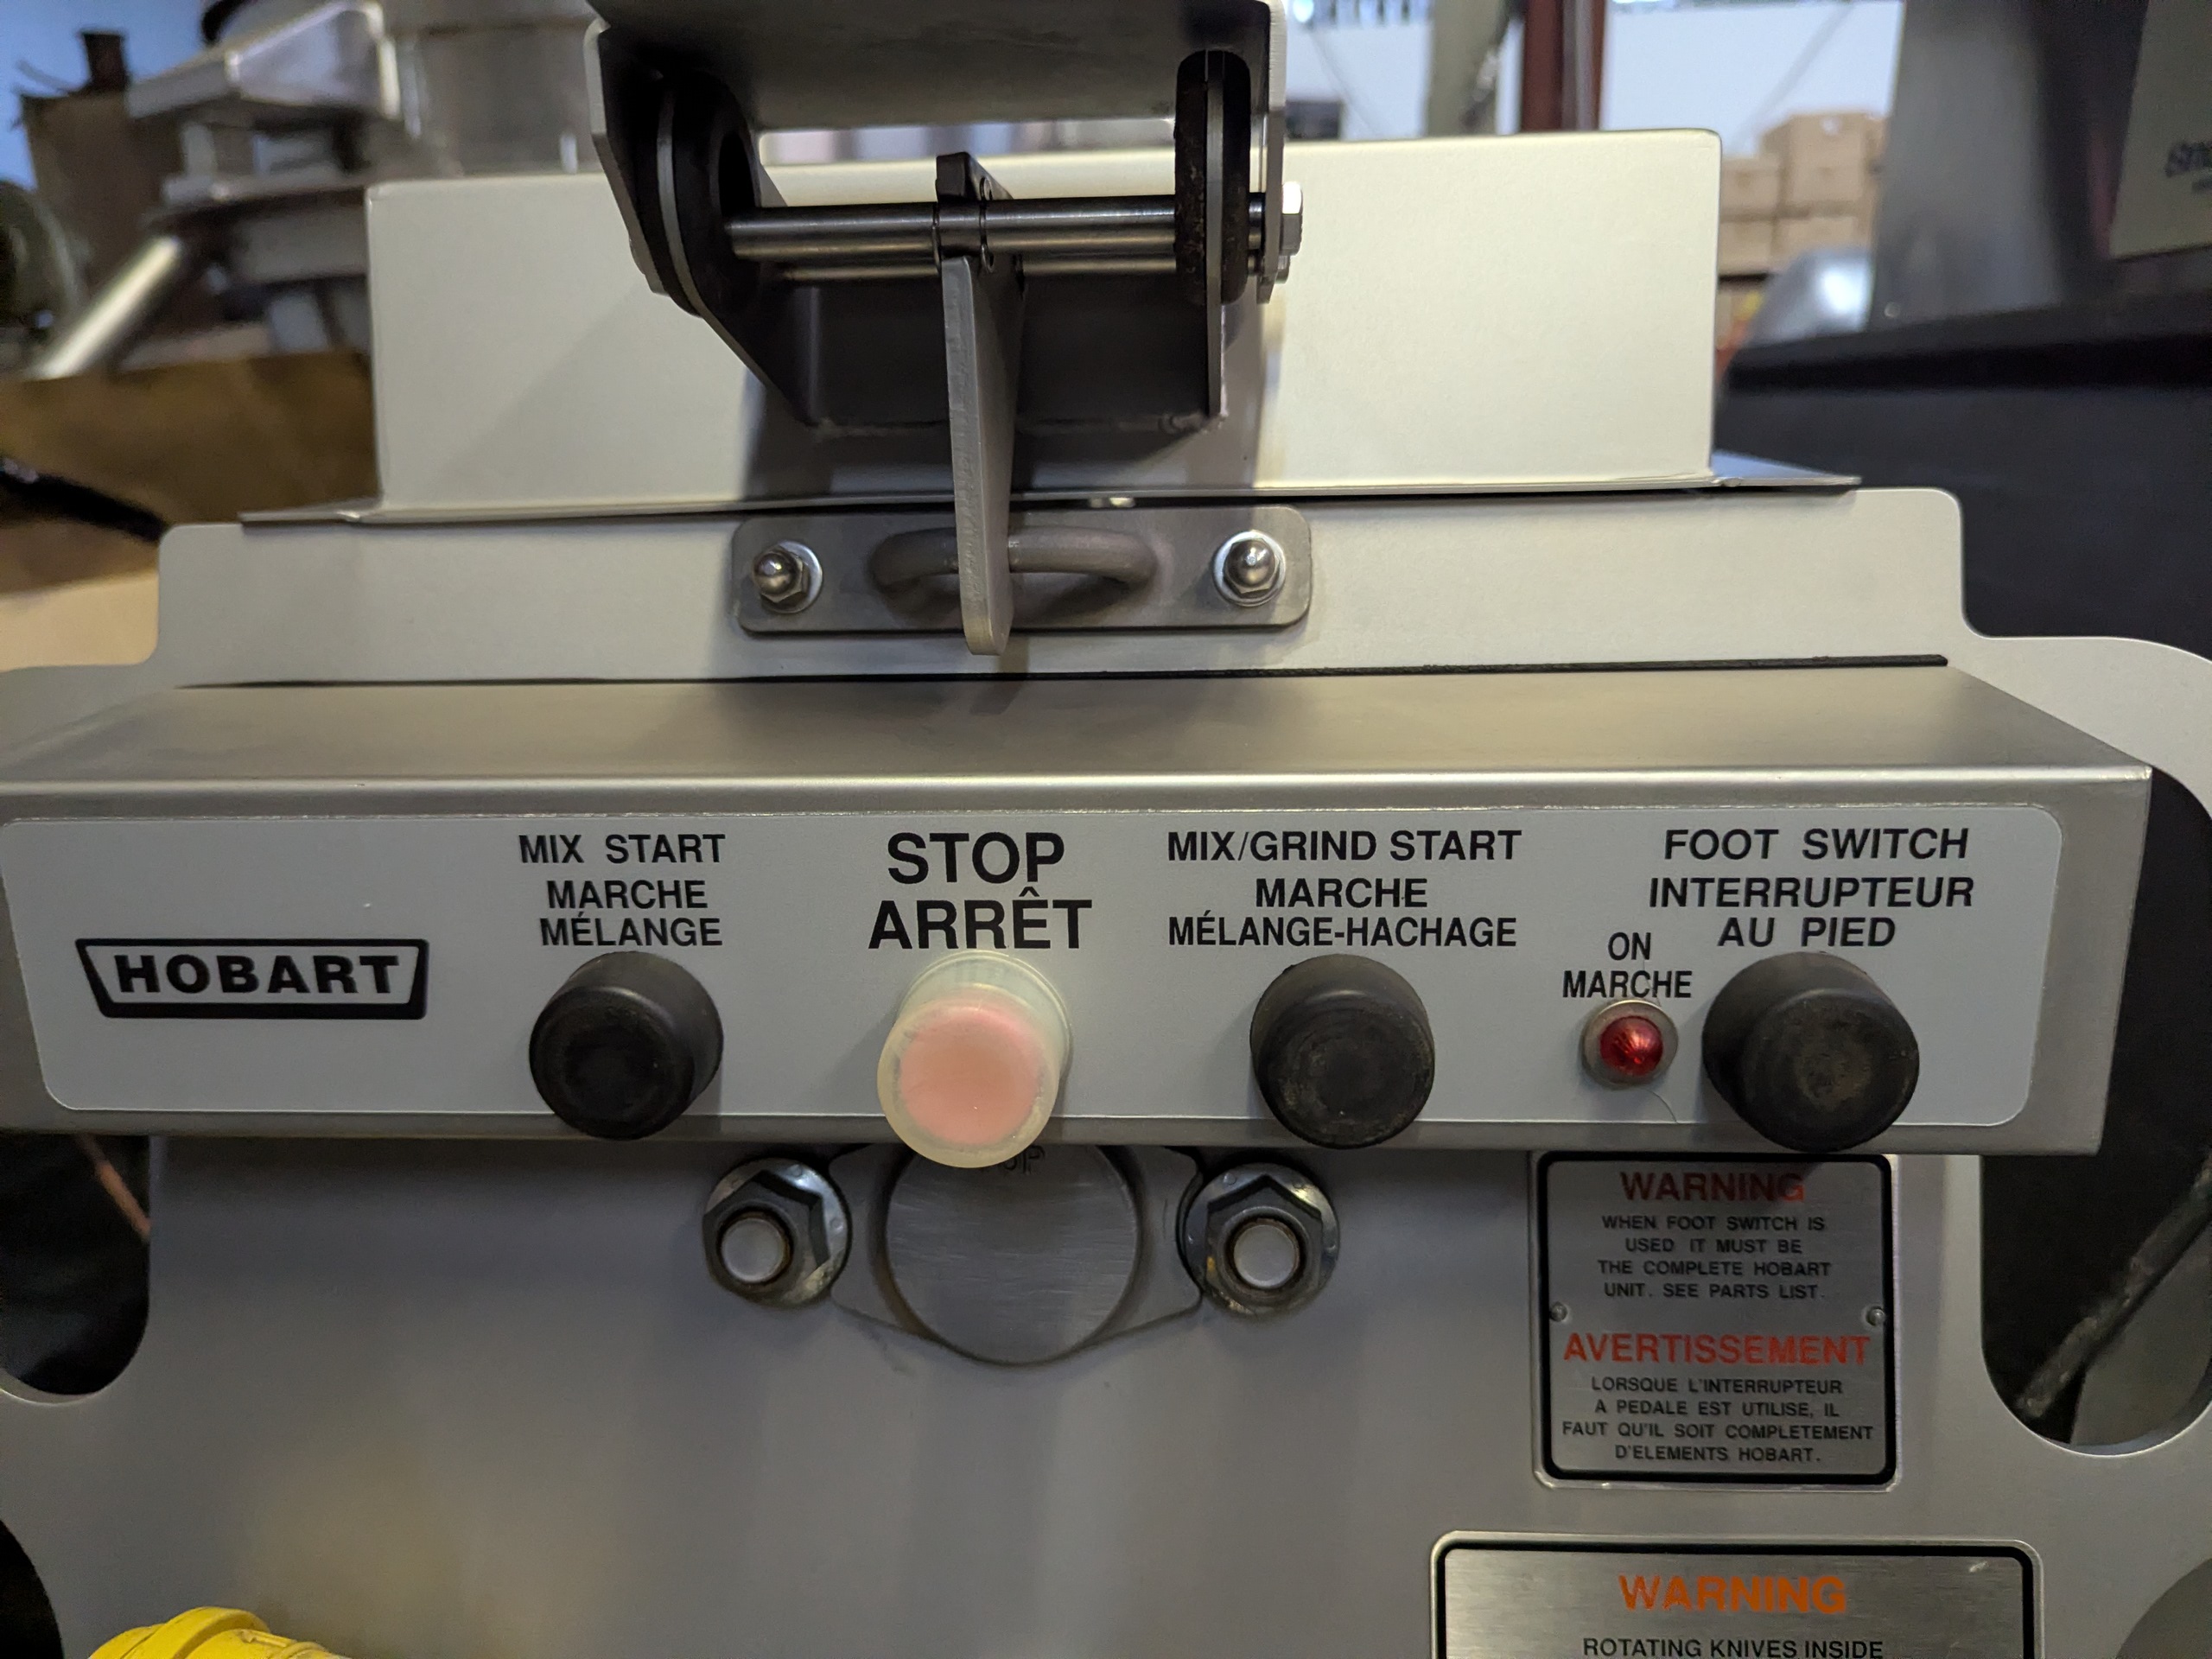 HOBART
MIX START
MARCHE
MÉLANGE
STOP
ARRÊT
MIX/GRIND START
MARCHE
MÉLANGE-HACHAGE
FOOT SWITCH
INTERRUPTEUR
AU PIED
ON
MARCHE
WARNING
WHEN FOOT SWITCH IS
USED IT MUST BE
THE COMPLETE HOBART
UNIT. SEE PARTS LIST.
AVERTISSEMENT
LORSQUE L'INTERRUPTEUR
A PEDALE EST UTILISE, IL
FAUT QU'IL SOIT COMPLETEMENT
D'ELEMENTS HOBART.
WARNING
ROTATING KNIVES INSIDE